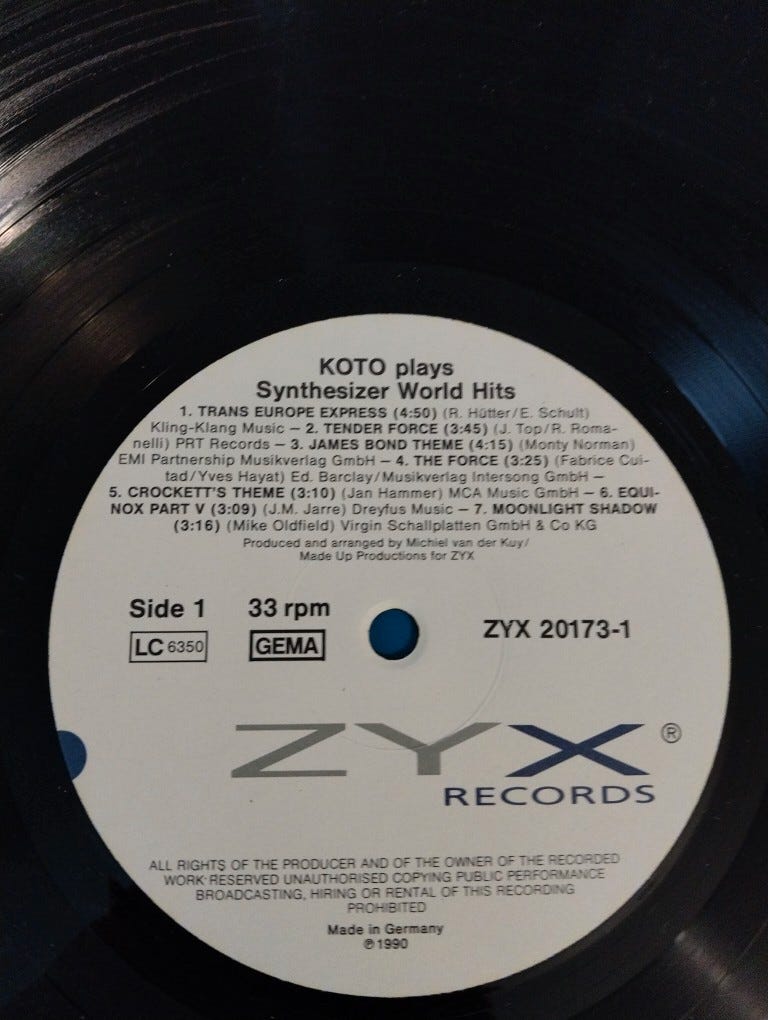 KOTO plays
Synthesizer World Hits
1. TRANS EUROPE EXPRESS (4:50) (R. Hütter/E. Schult)
Kling-Klang Music – 2. TENDER FORCE (3:45) (J. Top/R. Roma-
nelli) PRT Records – 3. JAMES BOND THEME (4:15) (Monty Norman)
EMI Partnership Musikverlag GmbH – 4. THE FORCE (3:25) (Fabrice Cui-
tad/Yves Hayat) Ed. Barclay/Musikverlag Intersong GmbH –
5. CROCKETT'S THEME (3:10) (Jan Hammer) MCA Music GmbH – 6. EQUI-
NOX PART V (3:09) (J.M. Jarre) Dreyfus Music – 7. MOONLIGHT SHADOW
(3:16) (Mike Oldfield) Virgin Schallplatten GmbH & Co KG
Produced and arranged by Michiel van der Kuy/
Made Up Productions for ZYX
Side 1 33 rpm
ZYX 20173-1
LC 6350 GEMA
ZYX ®
RECORDS
ALL RIGHTS OF THE PRODUCER AND OF THE OWNER OF THE RECORDED
WORK RESERVED UNAUTHORISED COPYING PUBLIC PERFORMANCE
BROADCASTING, HIRING OR RENTAL OF THIS RECORDING
PROHIBITED
Made in Germany
℗ 1990